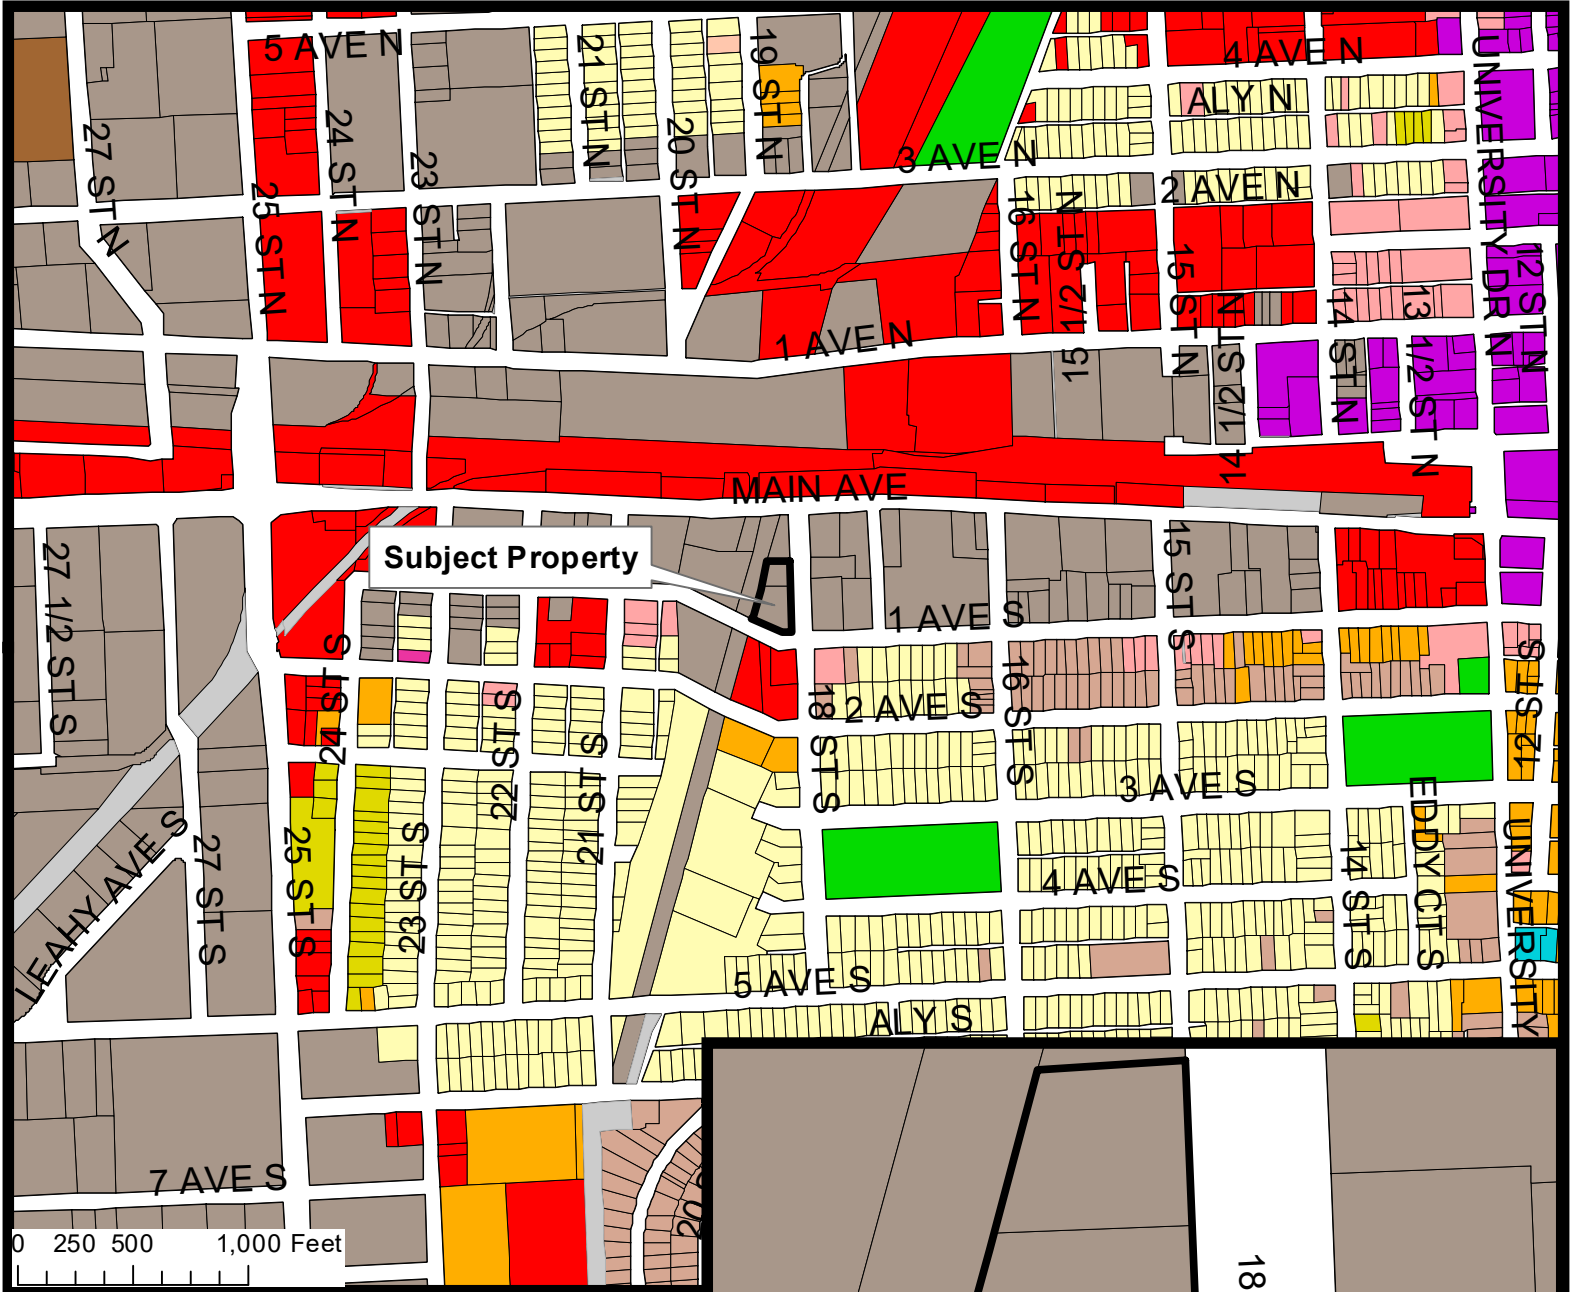 5 AVE N
4 AVE N
21 ST N
19 ST N
ALY N
UNIVERSITY DR N
27 ST N
24 ST N
23 ST N
20 ST N
3 AVE N
2 AVE N
25 ST N
16 ST N
15 1/2 ST N
15 ST N
14 1/2 ST N
14 ST N
13 1/2 ST N
12 ST N
1 AVE N
MAIN AVE
Subject Property
27 1/2 ST S
15 ST S
1 AVE S
24 ST S
22 ST S
21 ST S
18 ST S
2 AVE S
16 ST S
12 ST S
3 AVE S
LEAHY AVE S
27 ST S
25 ST S
23 ST S
4 AVE S
14 ST S
EDDY CT S
UNIVERSITY
5 AVE S
ALY S
7 AVE S
20 S
0 250 500 1,000 Feet
18